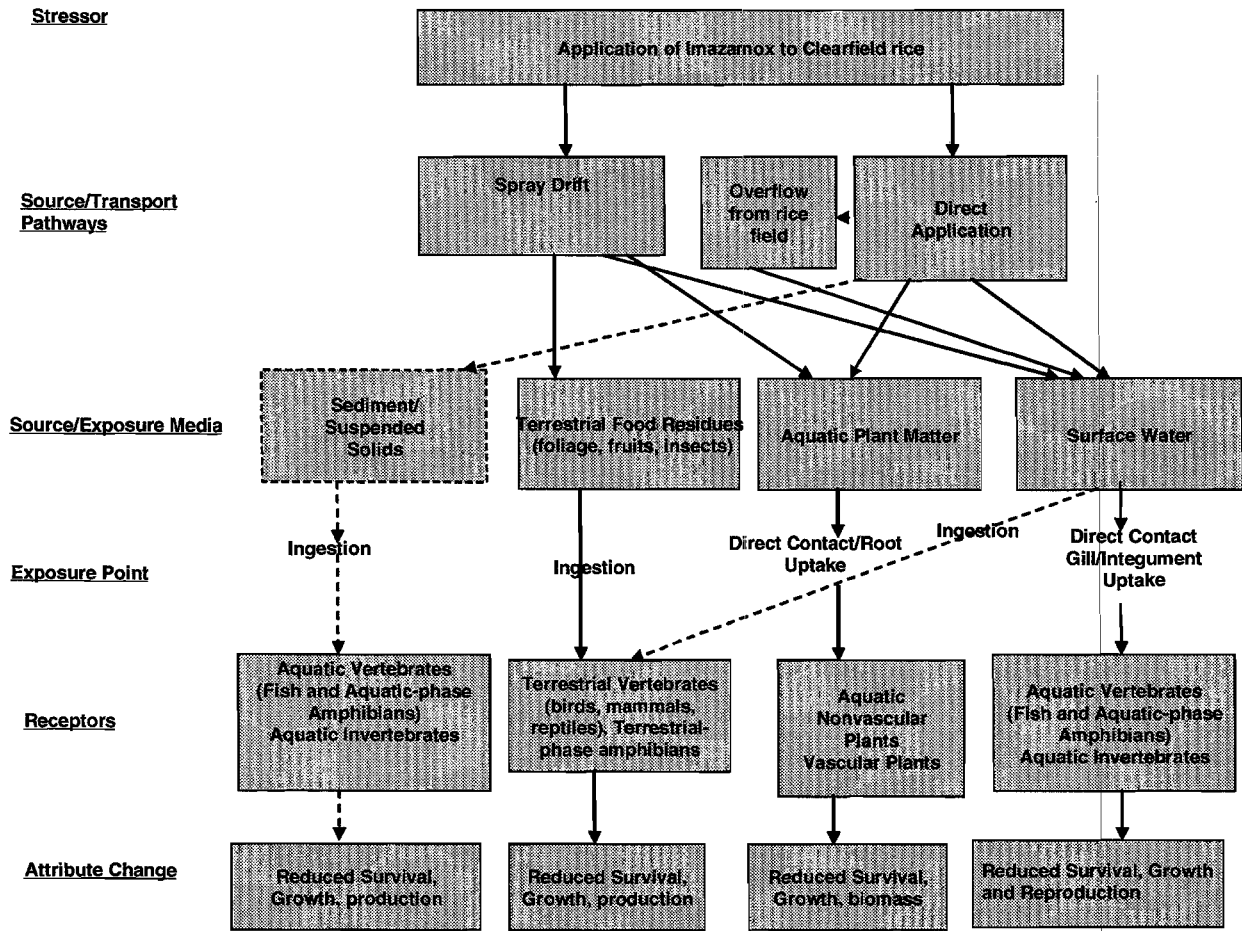 Stressor
Application of Imazamox to Clearfield rice
Source/Transport
Pathways
Spray Drift
Overflow
from rice
field
Direct
Application
Source/Exposure Media
Sediment/
Suspended
Solids
Terrestrial Food Residues
(foliage, fruits, insects)
Aquatic Plant Matter
Surface Water
Exposure Point
Ingestion
Ingestion
Direct Contact/Root
Uptake
Ingestion
Direct Contact
Gill/Integument
Uptake
Receptors
Aquatic Vertebrates
(Fish and Aquatic-phase
Amphibians)
Aquatic Invertebrates
Terrestrial Vertebrates
(birds, mammals,
reptiles), Terrestrial-
phase amphibians
Aquatic
Nonvascular
Plants
Vascular Plants
Aquatic Vertebrates
(Fish and Aquatic-phase
Amphibians)
Aquatic Invertebrates
Attribute Change
Reduced Survival,
Growth, production
Reduced Survival,
Growth, production
Reduced Survival,
Growth, biomass
Reduced Survival, Growth
and Reproduction